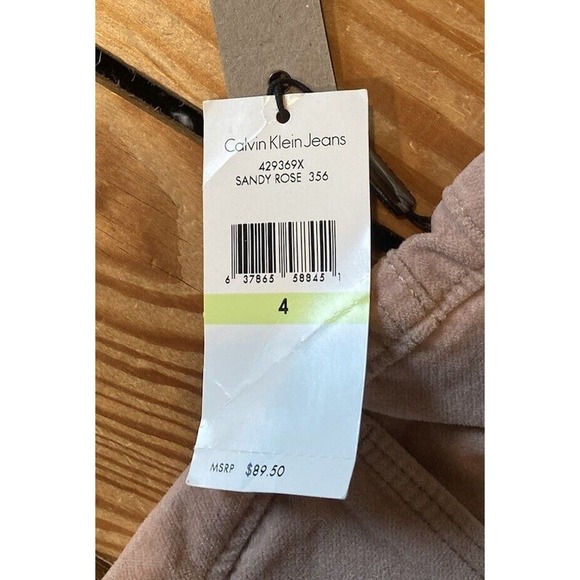 Calvin Klein Jeans
429369X
SANDY ROSE 356
6 37865 58845 1
4
MSRP $89.50